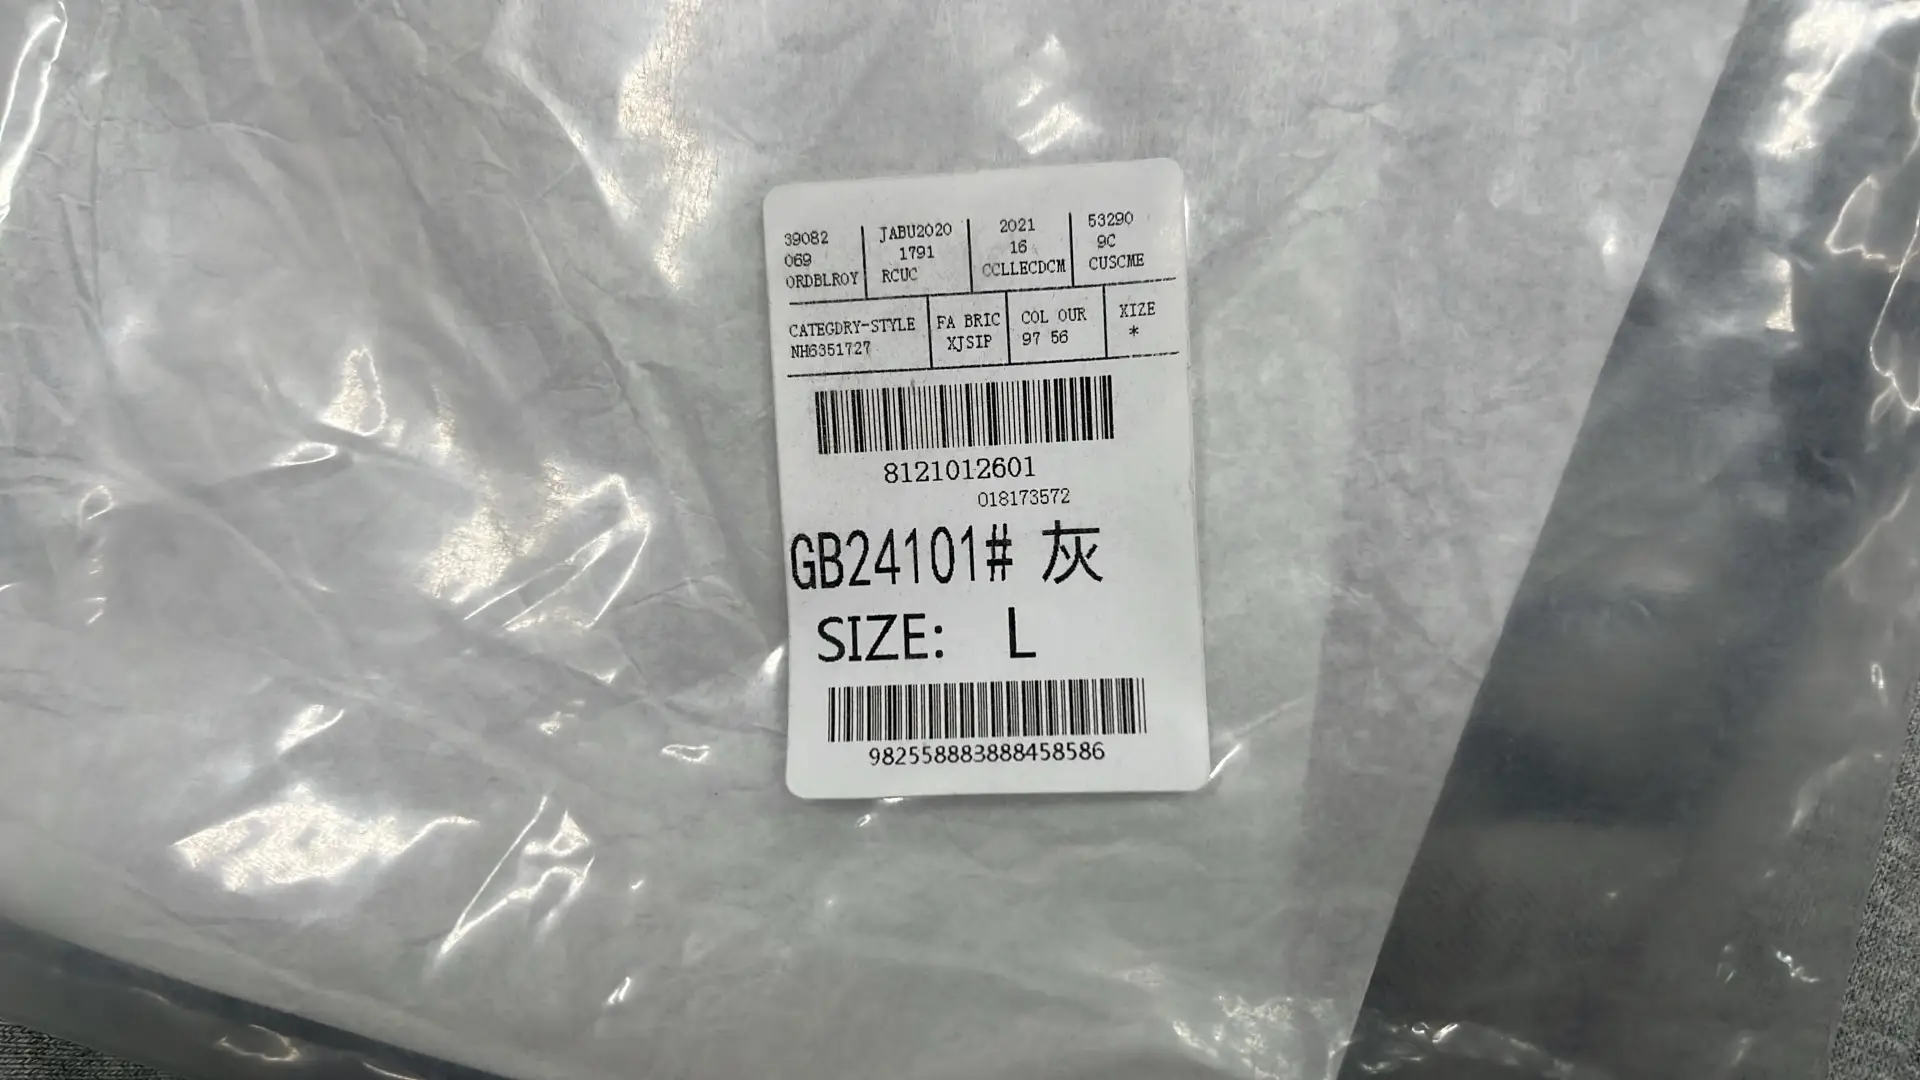 39082 JABU2020 2021 53290
069 1791 16 9C
ORDBLROY RCUC CCLLECDCM CUSCME
CATEGDRY-STYLE FA BRIC COL OUR XIZE
NH6351727 XJSIP 97 56 *
8121012601
018173572
GB24101# 灰
SIZE: L
982558883888458586